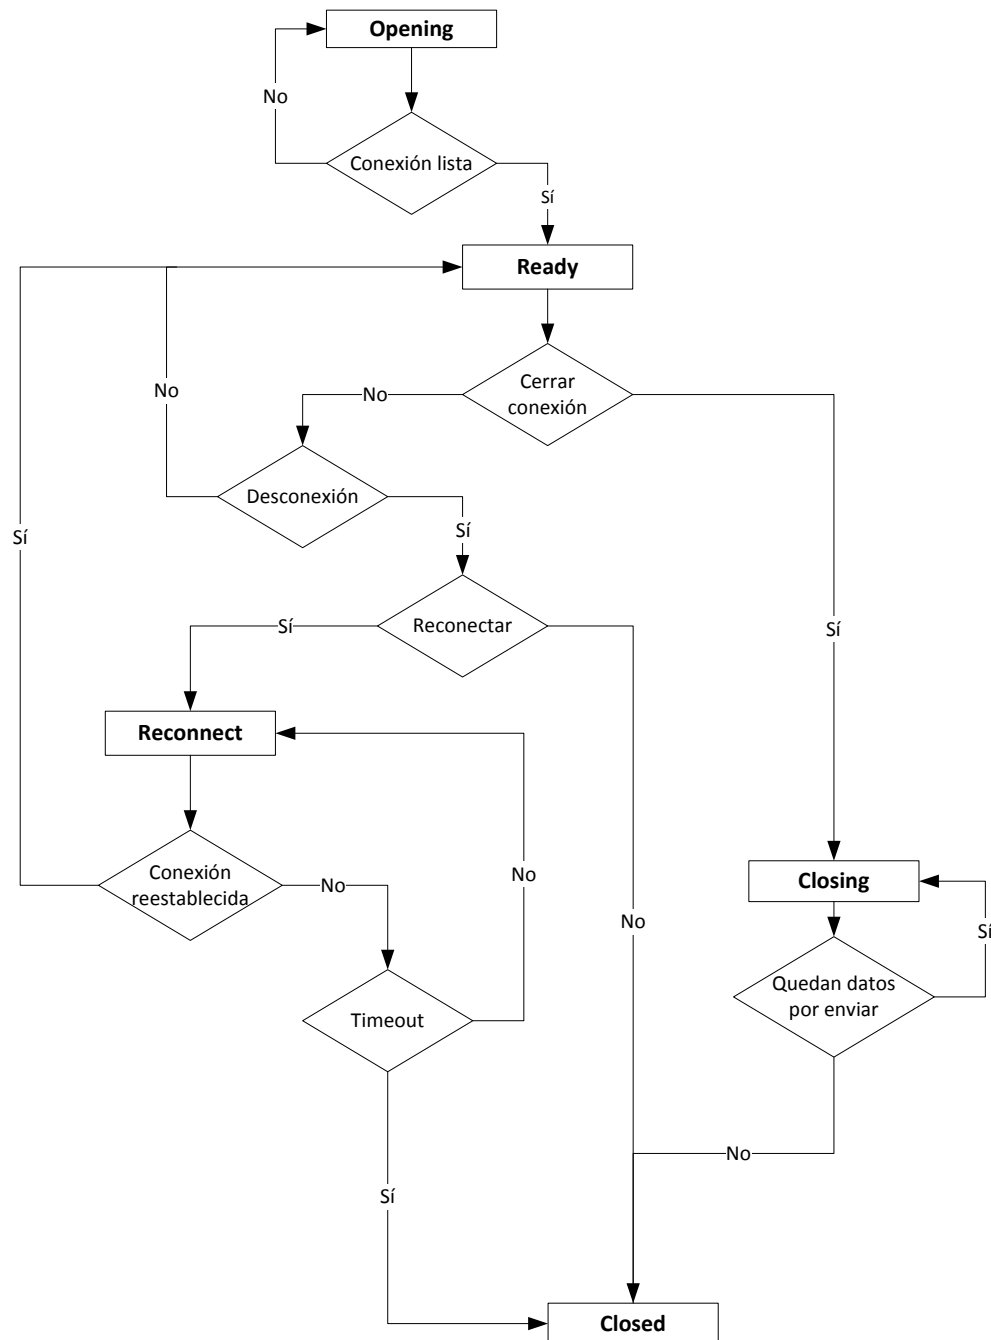 Opening
No
Conexión lista
Sí
Ready
Cerrar
conexión
No
No
Desconexión
Sí
Sí
Sí
Reconectar
Sí
Reconnect
Conexión
reestablecida
No
No
Closing
No
Sí
Quedan datos
por enviar
Timeout
No
Sí
Closed